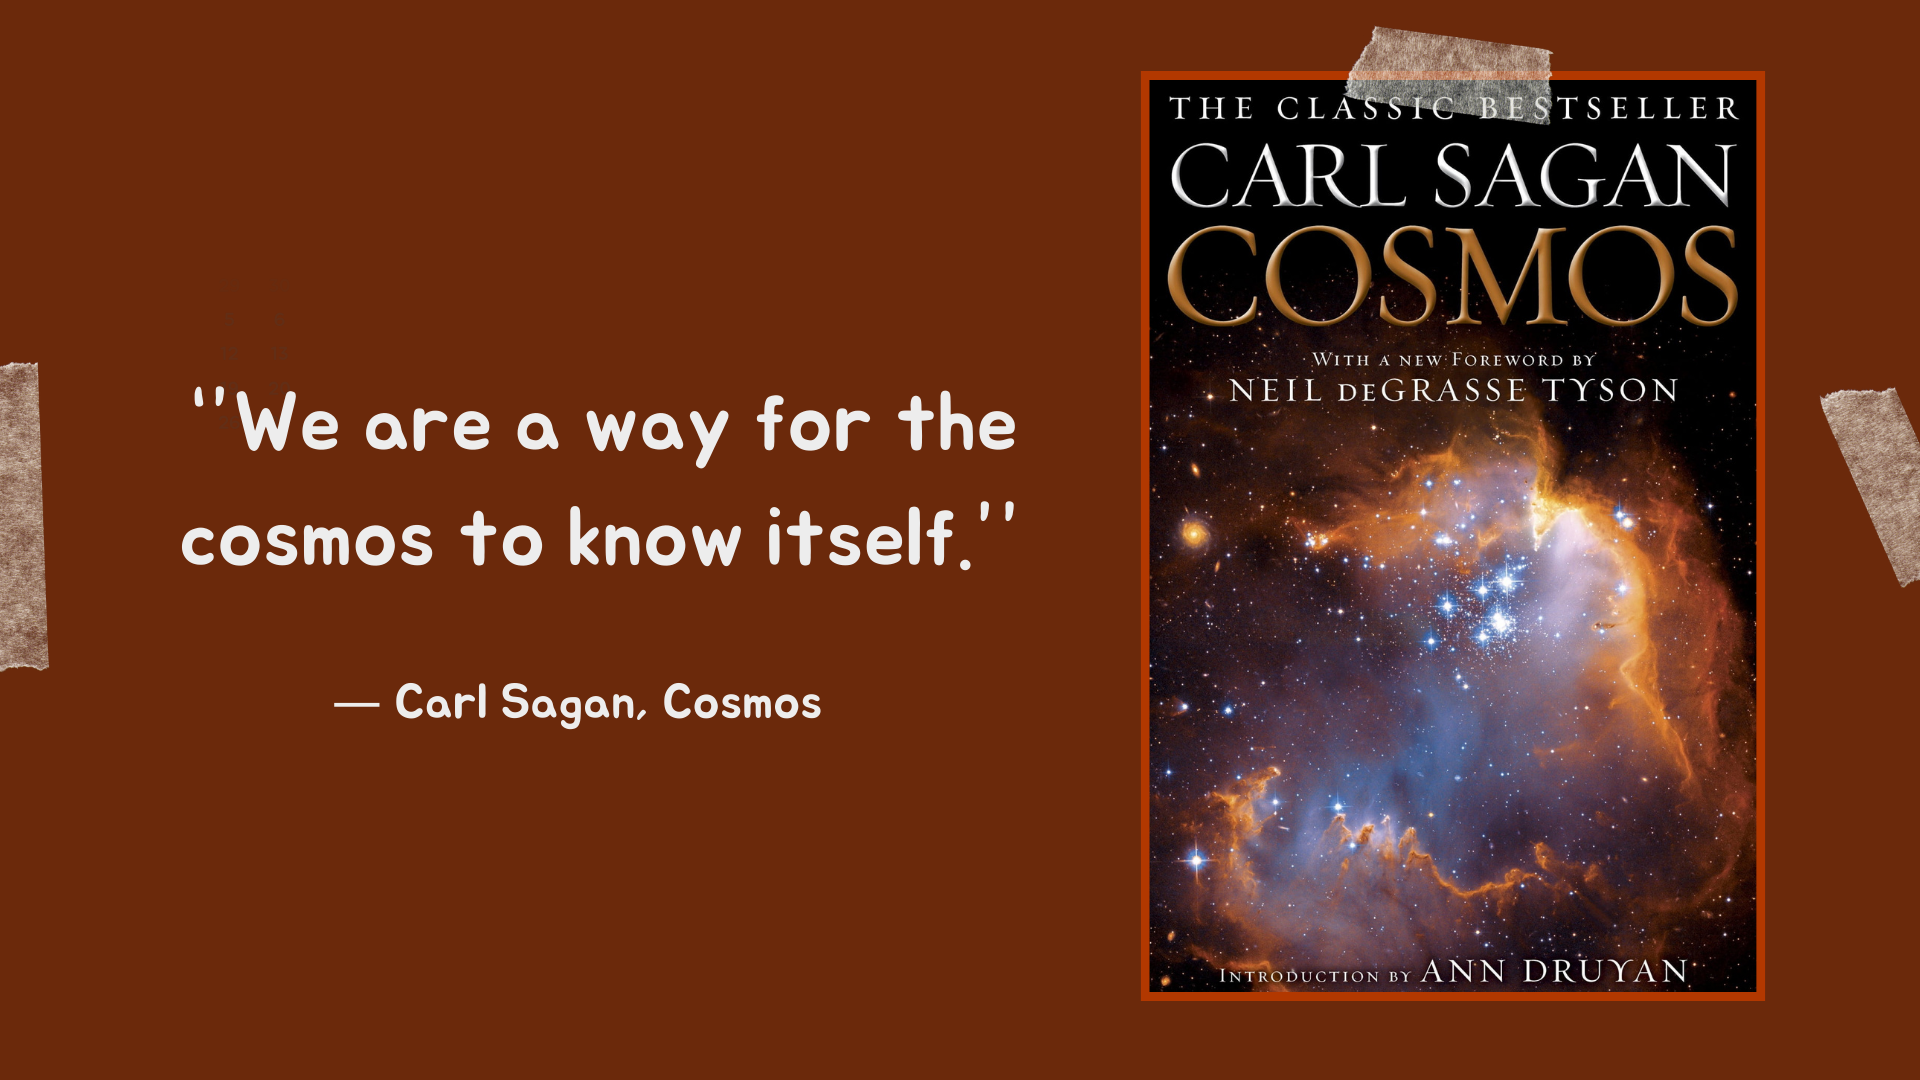 "We are a way for the
cosmos to know itself."
— Carl Sagan, Cosmos
THE CLASSIC BESTSELLER
CARL SAGAN
COSMOS
WITH A NEW FOREWORD BY
NEIL DEGRASSE TYSON
INTRODUCTION BY ANN DRUYAN